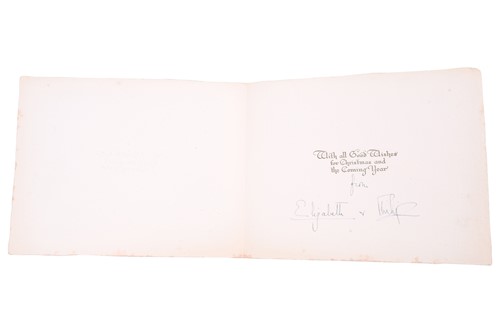 With all Good Wishes
for Christmas and
the Coming Year
from
Elizabeth & Philip